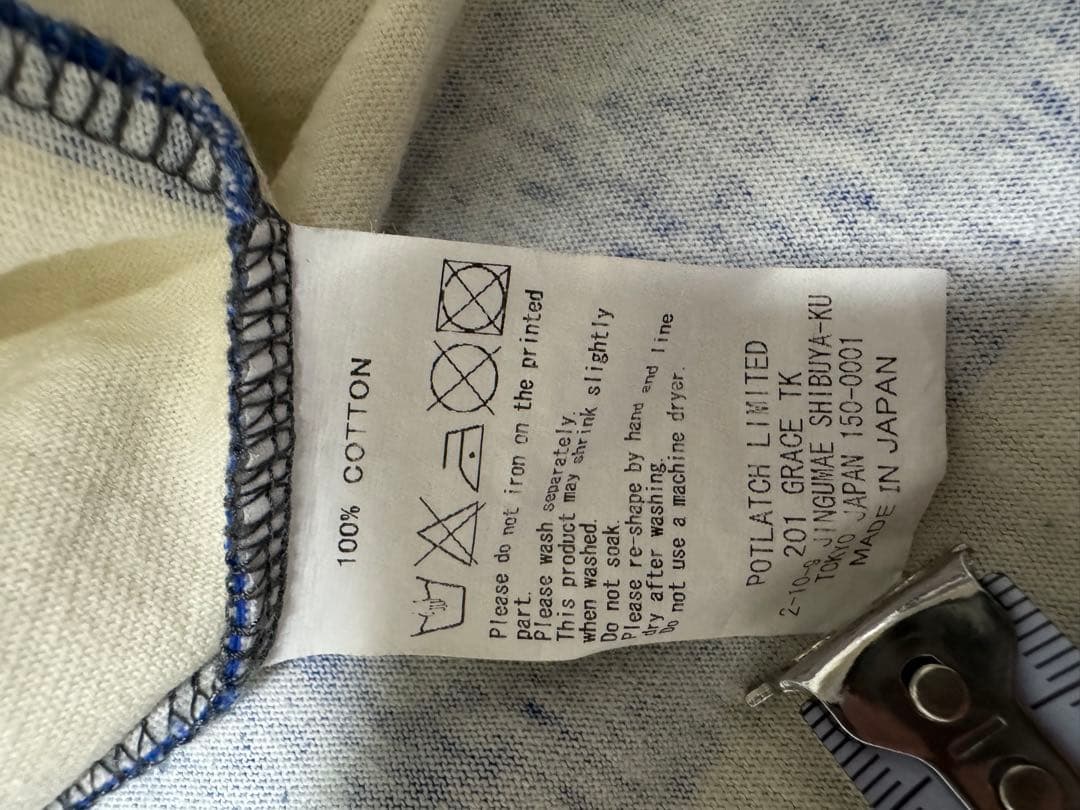 100% COTTON
Please do not iron on the printed
part.
Please wash separately.
This product may shrink slightly
when washed.
Do not soak.
Please re-shape by hand and line
dry after washing.
Do not use a machine dryer.
POTLATCH LIMITED
201 GRACE TK
2-10-8 JINGUMAE SHIBUYA-KU
TOKYO JAPAN 150-0001
MADE IN JAPAN